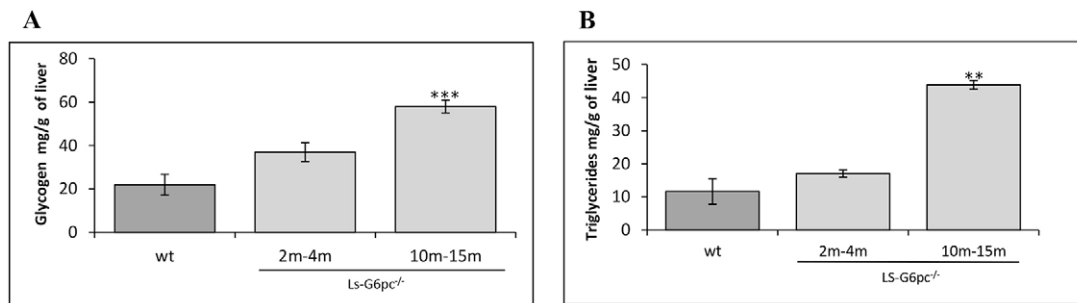 A
B
Glycogen mg/g of liver
80
60
40
20
0
***
wt
2m-4m
10m-15m
Ls-G6pc-/-
Triglycerides mg/g of liver
50
40
30
20
10
0
**
wt
2m-4m
10m-15m
LS-G6pc-/-